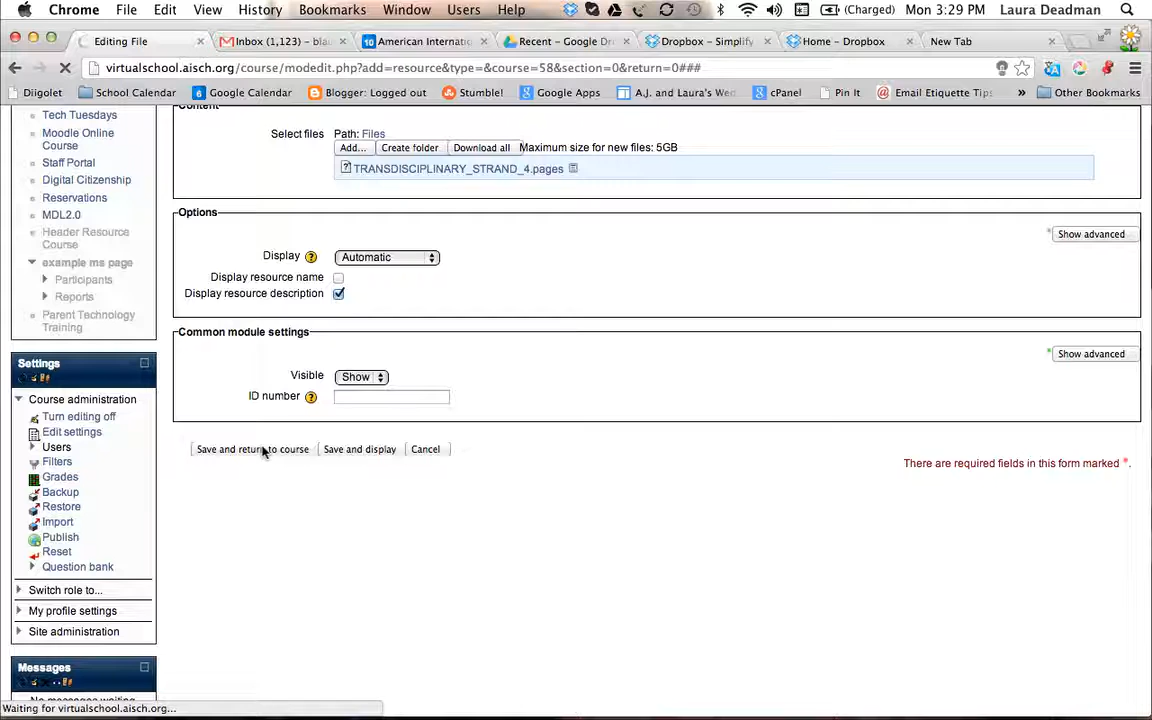 Chrome File Edit View History Bookmarks Window Users Help (Charged) Mon 3:29 PM Laura Deadman
Editing File Inbox (1,123) – bla American Internatio Recent – Google Dri Dropbox – Simplify Home – Dropbox New Tab
virtualschool.aisch.org/course/modedit.php?add=resource&type=&course=58&section=0&return=0###
Diigolet School Calendar 6 Google Calendar Blogger: Logged out Stumble! Google Apps A.J. and Laura's Wed cPanel Pin It @ Email Etiquette Tips » Other Bookmarks
Content
Tech Tuesdays
Moodle Online
Course
Staff Portal
Digital Citizenship
Reservations
MDL2.0
Header Resource
Course
example ms page
Participants
Reports
Parent Technology
Training
Select files Path: Files
Add... Create folder Download all Maximum size for new files: 5GB
TRANSDISCIPLINARY_STRAND_4.pages
Options
* Show advanced
Display ? Automatic
Display resource name
Display resource description
Common module settings
* Show advanced
Visible Show
ID number ?
Save and return to course Save and display Cancel
There are required fields in this form marked *.
Settings
Course administration
Turn editing off
Edit settings
Users
Filters
Grades
Backup
Restore
Import
Publish
Reset
Question bank
Switch role to...
My profile settings
Site administration
Messages
No messages waiting
Waiting for virtualschool.aisch.org...